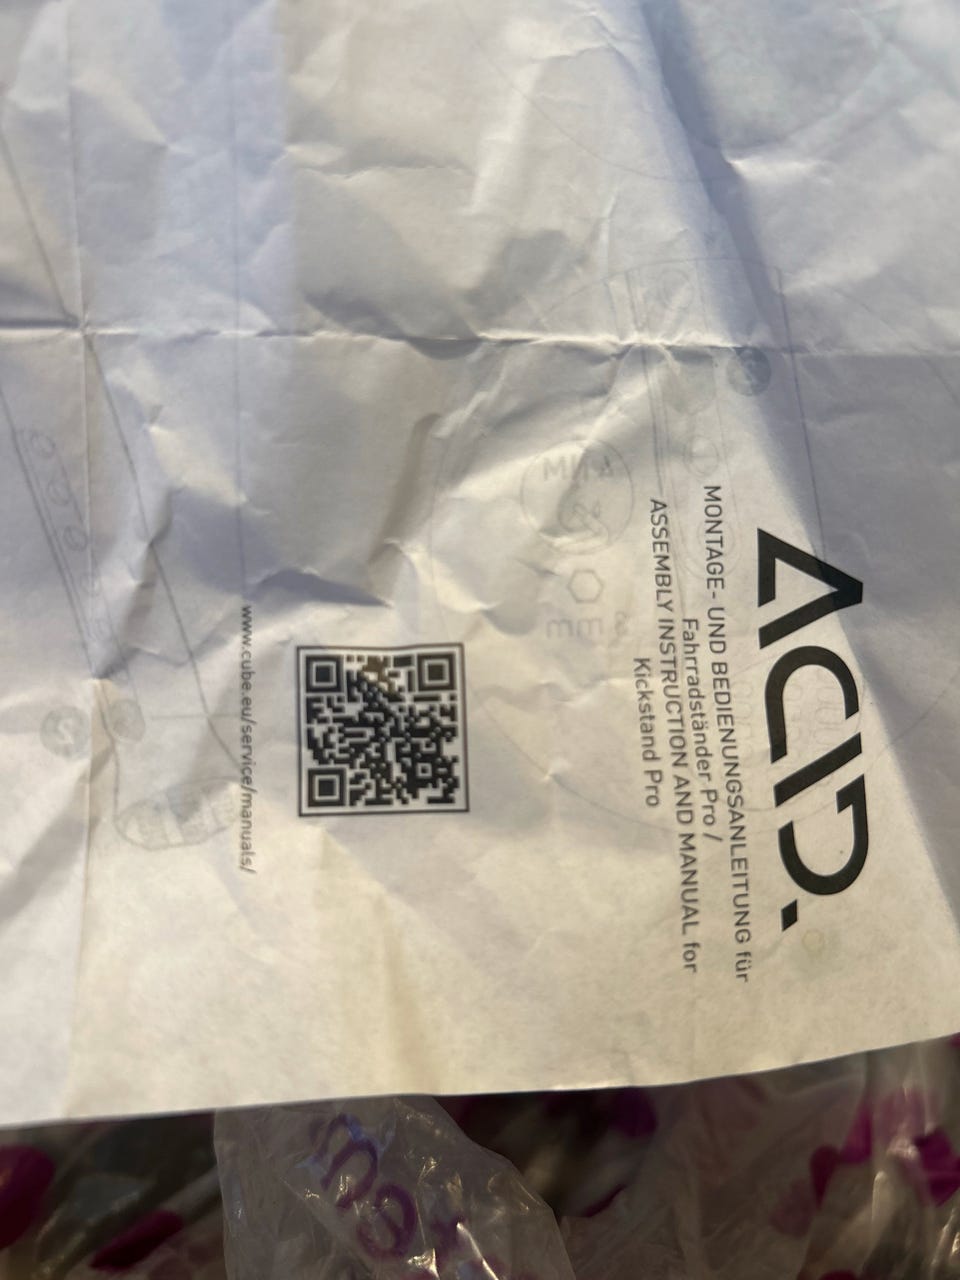 ACID.
MONTAGE- UND BEDIENUNGSANLEITUNG für
Fahrradständer Pro /
ASSEMBLY INSTRUCTION AND MANUAL for
Kickstand Pro
www.cube.eu/service/manuals/